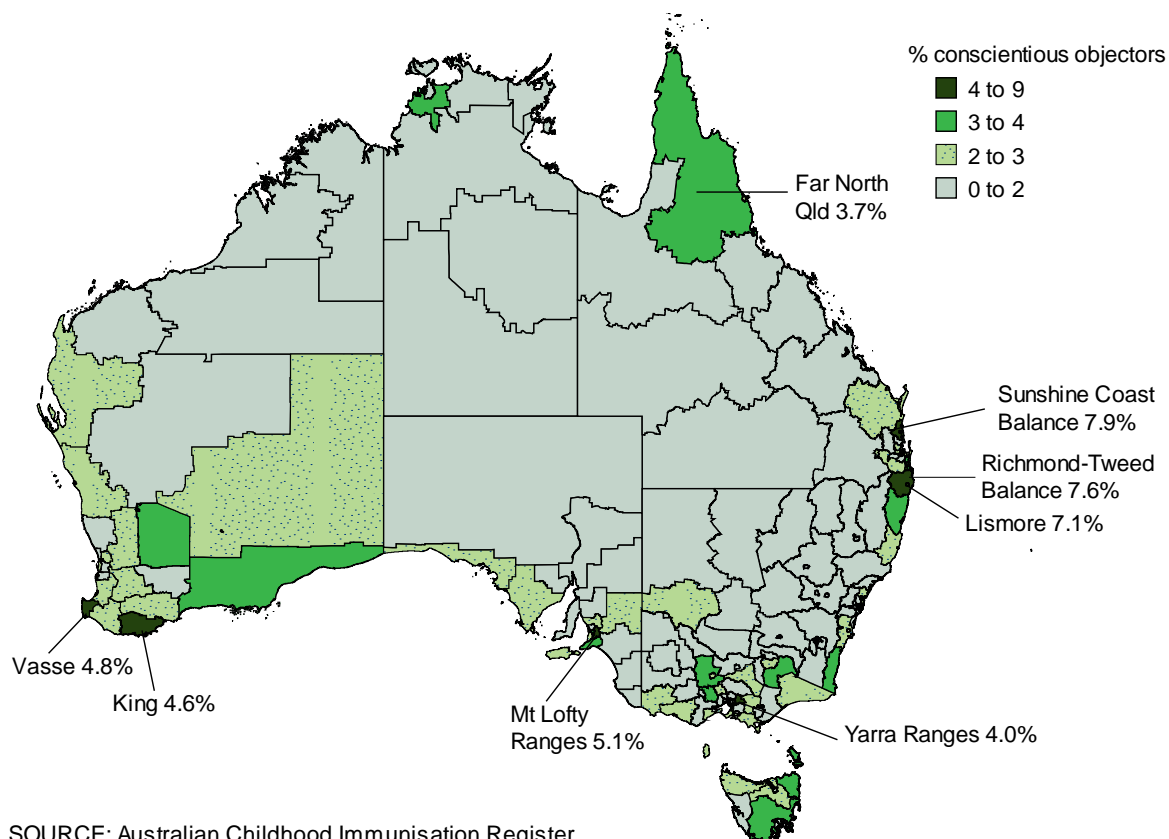 % conscientious objectors
4 to 9
3 to 4
2 to 3
0 to 2
Far North
Qld 3.7%
Sunshine Coast
Balance 7.9%
Richmond-Tweed
Balance 7.6%
Lismore 7.1%
Vasse 4.8%
King 4.6%
Mt Lofty
Ranges 5.1%
Yarra Ranges 4.0%
SOURCE: Australian Childhood Immunisation Register